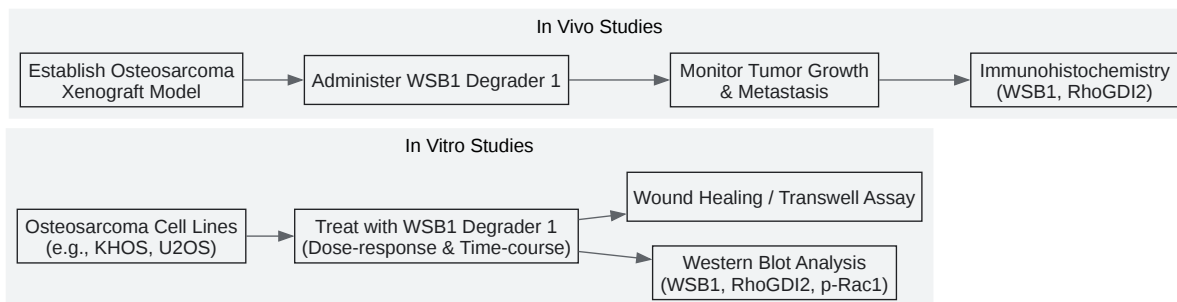 In Vivo Studies
Establish Osteosarcoma
Xenograft Model
Administer WSB1 Degrader 1
Monitor Tumor Growth
& Metastasis
Immunohistochemistry
(WSB1, RhoGDI2)
In Vitro Studies
Osteosarcoma Cell Lines
(e.g., KHOS, U2OS)
Treat with WSB1 Degrader 1
(Dose-response & Time-course)
Wound Healing / Transwell Assay
Western Blot Analysis
(WSB1, RhoGDI2, p-Rac1)